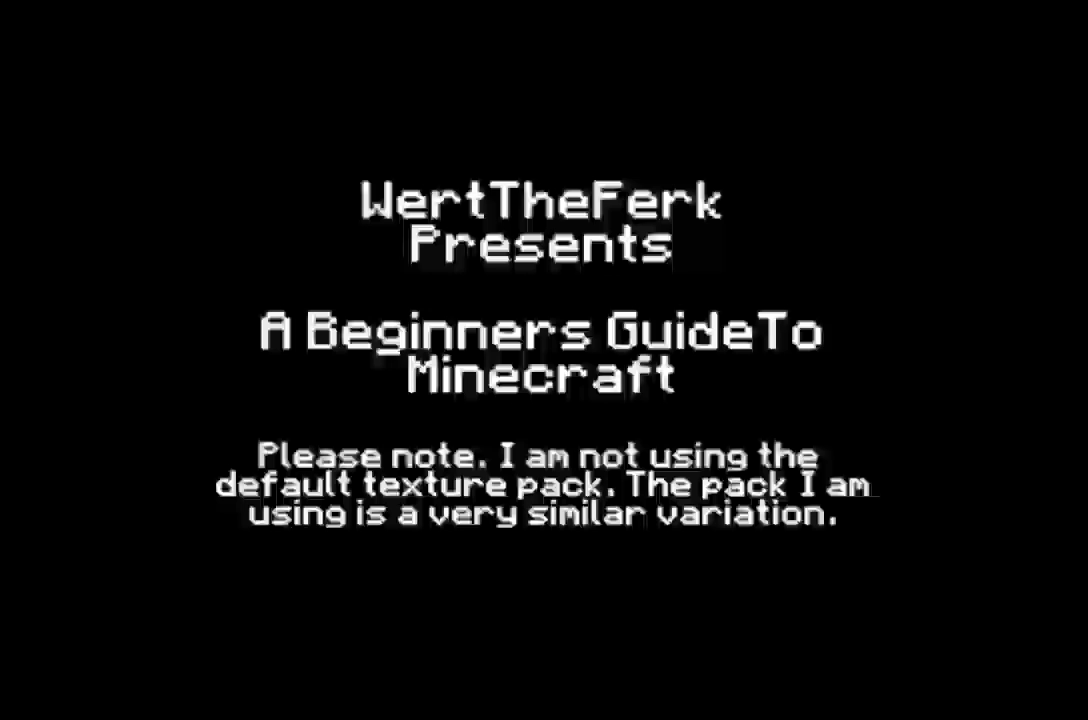 WertTheFerk
Presents
A Beginners GuideTo
Minecraft
Please note. I am not using the
default texture pack. The pack I am
using is a very similar variation.